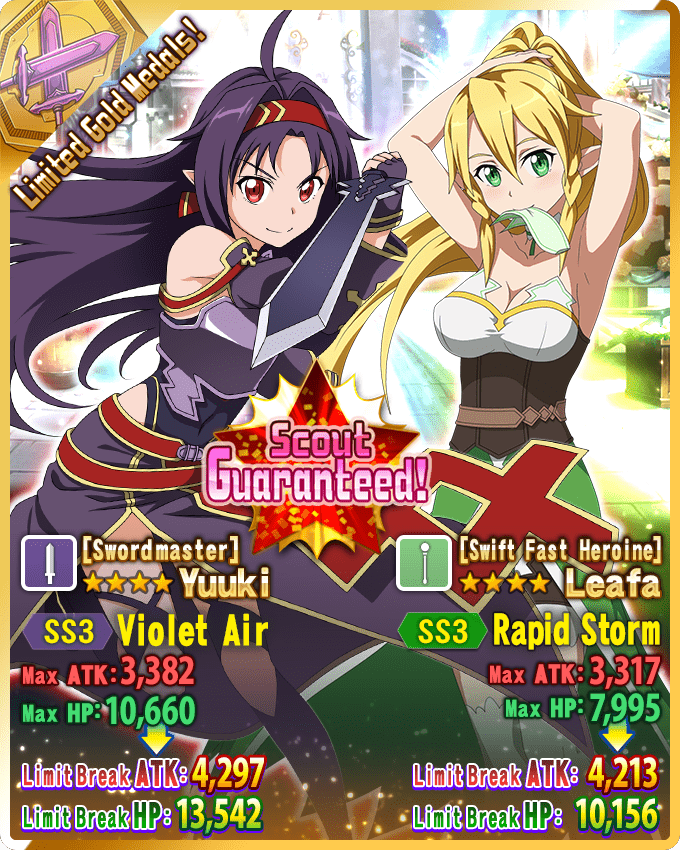 Limited Gold Medals!
Scout
Guaranteed!
[Swordmaster]
★★★★ Yuuki
SS3 Violet Air
Max ATK: 3,382
Max HP: 10,660
Limit Break ATK: 4,297
Limit Break HP: 13,542
[Swift Fast Heroine]
★★★★ Leafa
SS3 Rapid Storm
Max ATK: 3,317
Max HP: 7,995
Limit Break ATK: 4,213
Limit Break HP: 10,156